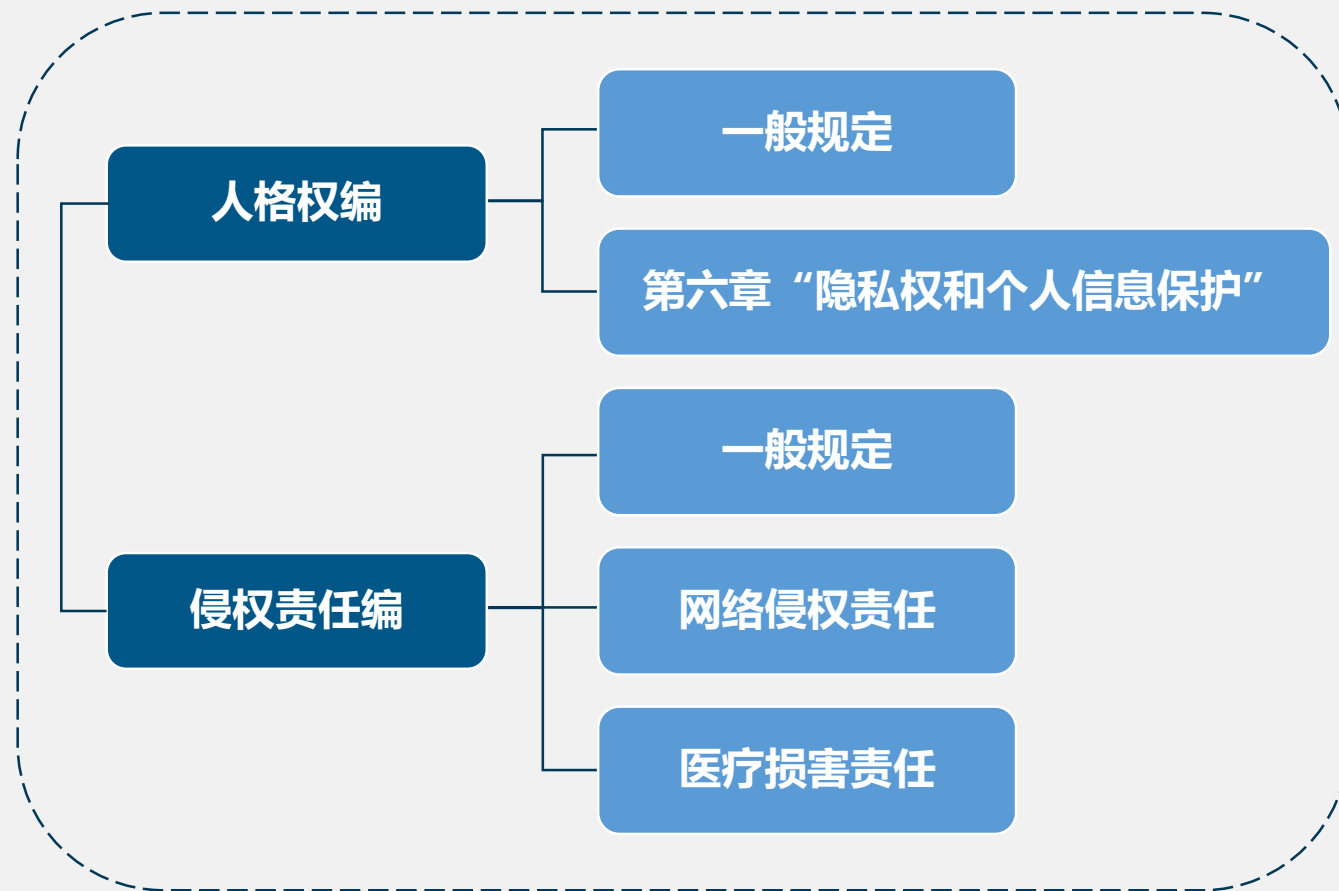 人格权编
一般规定
第六章“隐私权和个人信息保护”
侵权责任编
一般规定
网络侵权责任
医疗损害责任